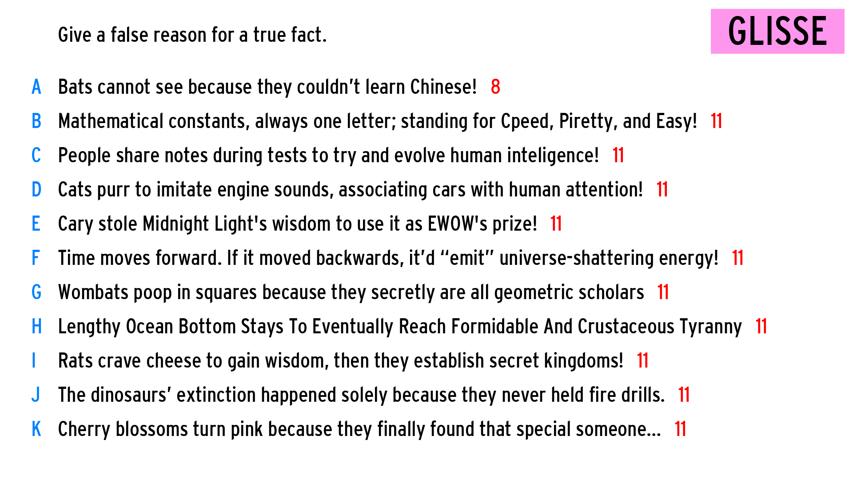 Give a false reason for a true fact.
GLISSE
A Bats cannot see because they couldn't learn Chinese! 8
B Mathematical constants, always one letter; standing for Cpeed, Piretty, and Easy! 11
C People share notes during tests to try and evolve human inteligence! 11
D Cats purr to imitate engine sounds, associating cars with human attention! 11
E Cary stole Midnight Light's wisdom to use it as EWOW's prize! 11
F Time moves forward. If it moved backwards, it'd “emit” universe-shattering energy! 11
G Wombats poop in squares because they secretly are all geometric scholars 11
H Lengthy Ocean Bottom Stays To Eventually Reach Formidable And Crustaceous Tyranny 11
I Rats crave cheese to gain wisdom, then they establish secret kingdoms! 11
J The dinosaurs’ extinction happened solely because they never held fire drills. 11
K Cherry blossoms turn pink because they finally found that special someone... 11